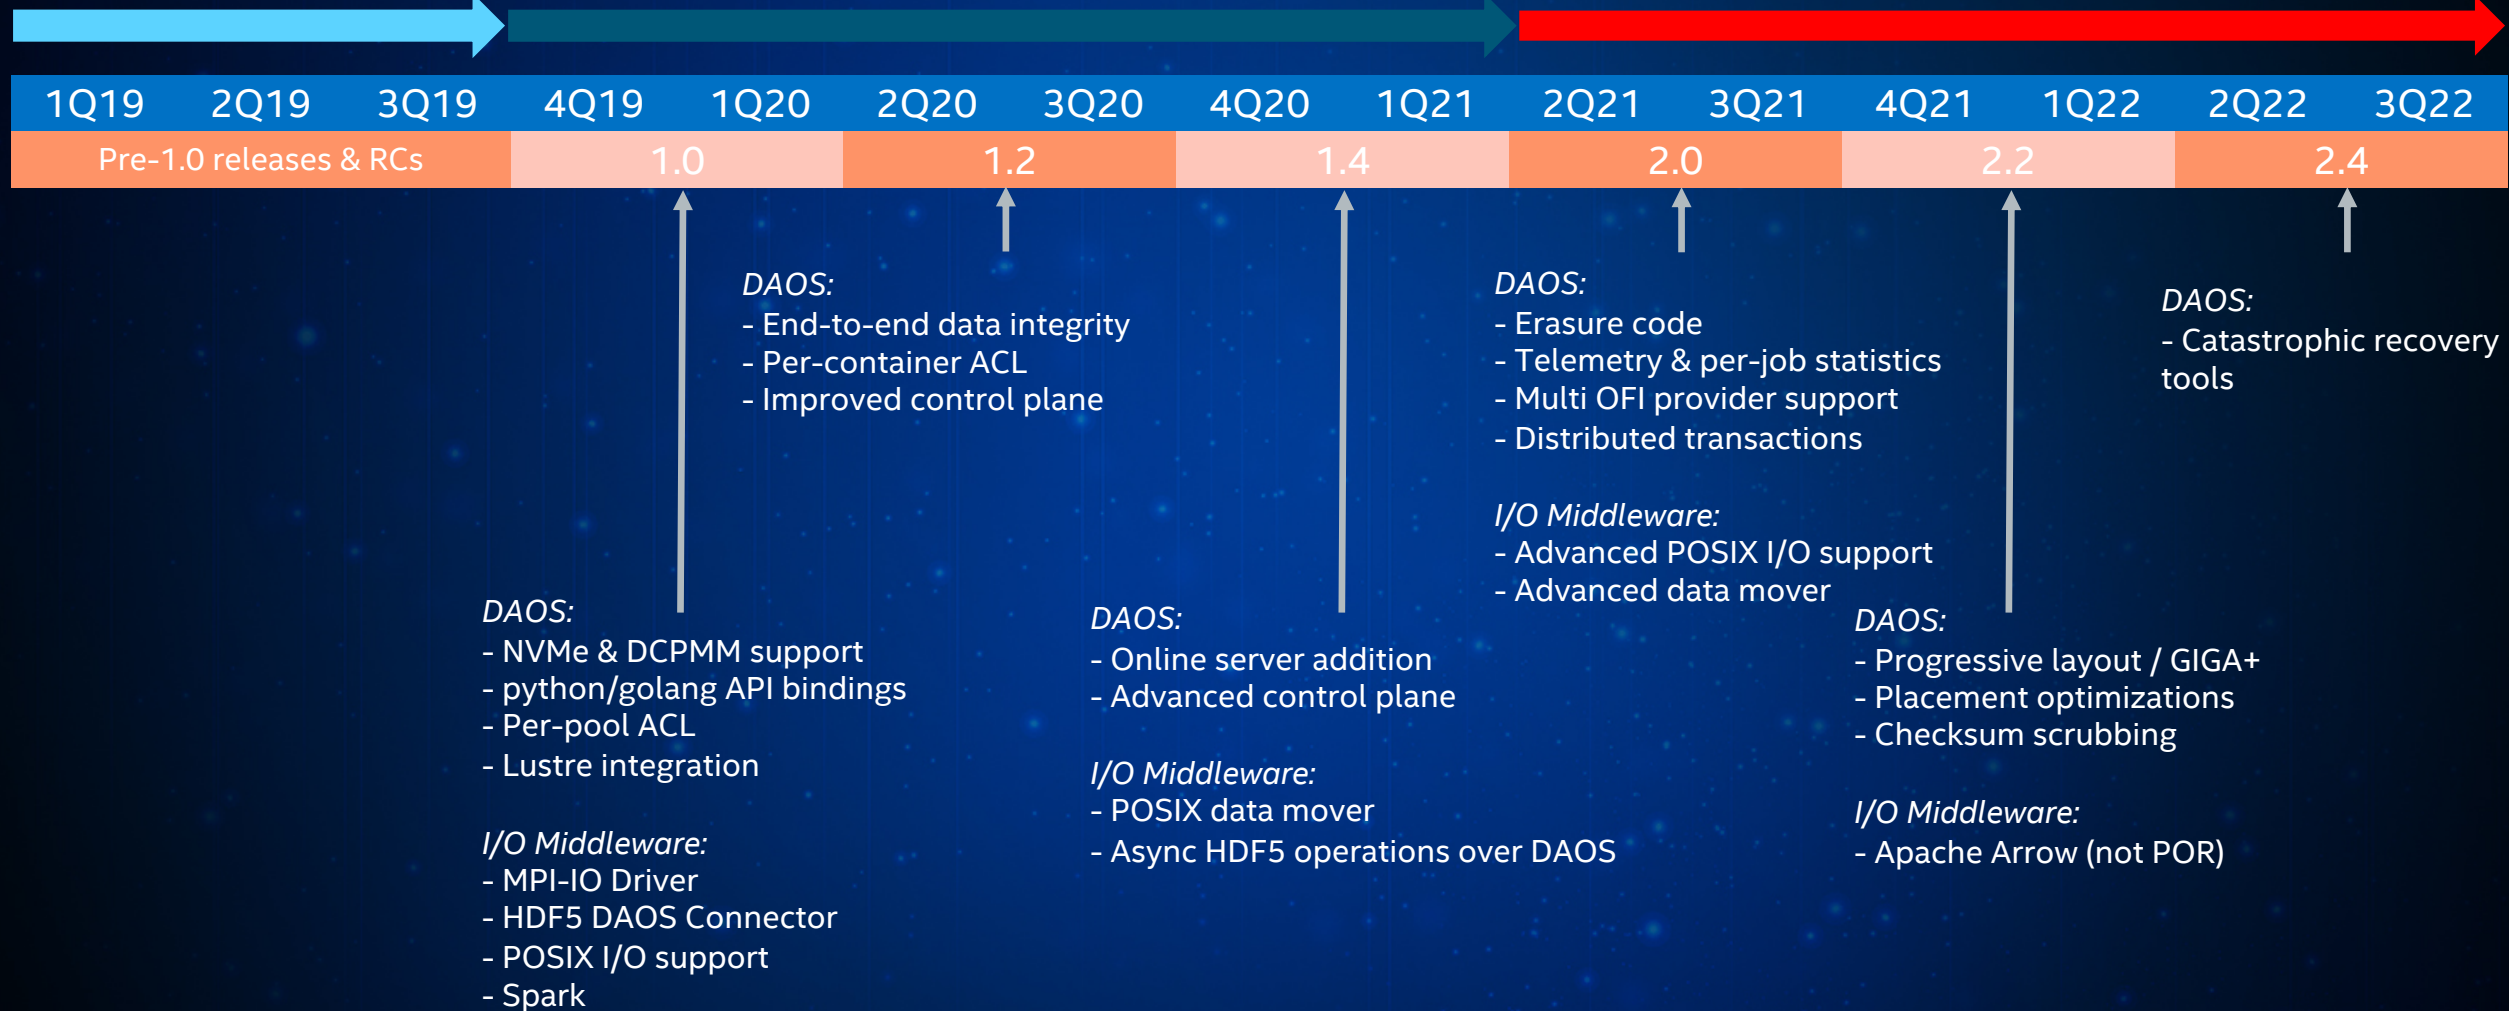 1Q19 2Q19 3Q19 4Q19 1Q20 2Q20 3Q20 4Q20 1Q21 2Q21 3Q21 4Q21 1Q22 2Q22 3Q22
Pre-1.0 releases & RCs 1.0 1.2 1.4 2.0 2.2 2.4
DAOS:
- NVMe & DCPMM support
- python/golang API bindings
- Per-pool ACL
- Lustre integration
I/O Middleware:
- MPI-IO Driver
- HDF5 DAOS Connector
- POSIX I/O support
- Spark
DAOS:
- End-to-end data integrity
- Per-container ACL
- Improved control plane
DAOS:
- Online server addition
- Advanced control plane
I/O Middleware:
- POSIX data mover
- Async HDF5 operations over DAOS
DAOS:
- Erasure code
- Telemetry & per-job statistics
- Multi OFI provider support
- Distributed transactions
I/O Middleware:
- Advanced POSIX I/O support
- Advanced data mover
DAOS:
- Progressive layout / GIGA+
- Placement optimizations
- Checksum scrubbing
I/O Middleware:
- Apache Arrow (not POR)
DAOS:
- Catastrophic recovery
tools